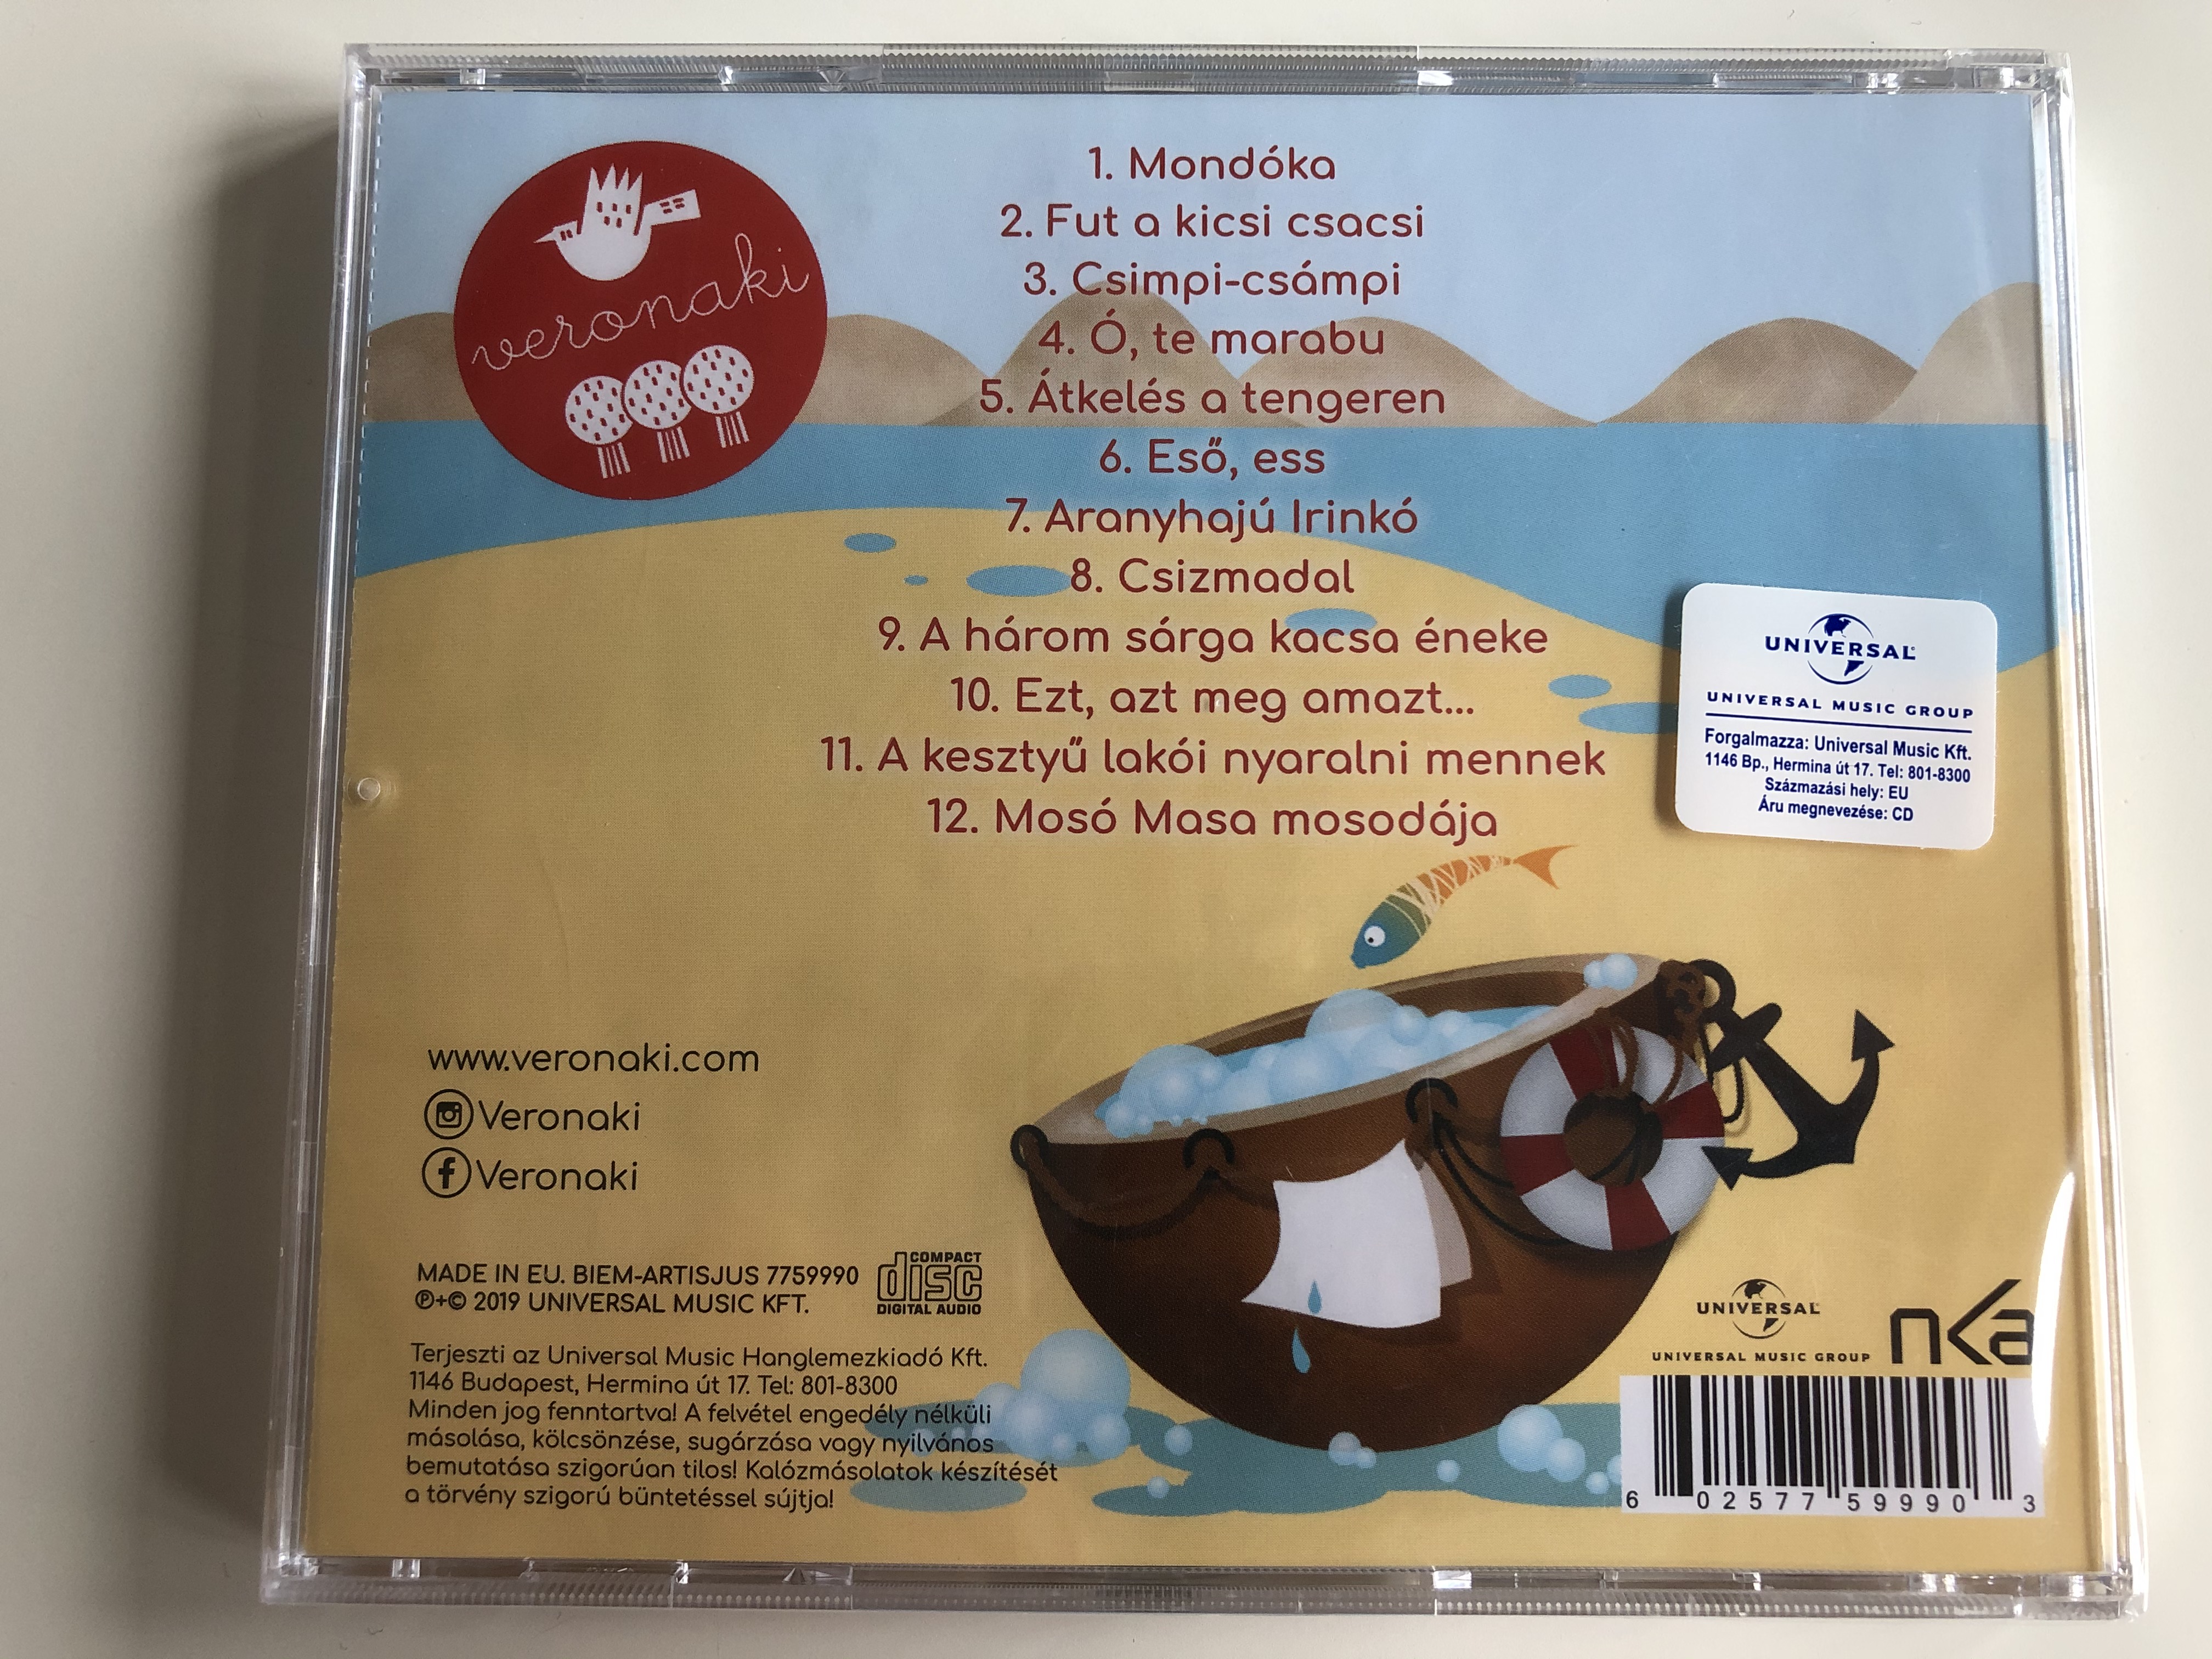 veronaki
1. Mondóka
2. Fut a kicsi csacsi
3. Csimpi-csámpi
4. Ó, te marabu
5. Átkelés a tengeren
6. Eső, ess
7. Aranyhajú Irinkó
8. Csizmadal
9. A három sárga kacsa éneke
10. Ezt, azt meg amazt...
11. A kesztyű lakói nyaralni mennek
12. Mosó Masa mosodája
UNIVERSAL
UNIVERSAL MUSIC GROUP
Forgalmazza: Universal Music Kft.
1146 Bp., Hermina út 17. Tel: 801-8300
Százmazási hely: EU
Áru megnevezése: CD
www.veronaki.com
Veronaki
Veronaki
MADE IN EU. BIEM-ARTISJUS 7759990
℗+© 2019 UNIVERSAL MUSIC KFT.
COMPACT
disc
DIGITAL AUDIO
Terjeszti az Universal Music Hanglemezkiadó Kft.
1146 Budapest, Hermina út 17. Tel: 801-8300
Minden jog fenntartva! A felvétel engedély nélküli
másolása, kölcsönzése, sugárzása vagy nyilvános
bemutatása szigorúan tilos! Kalózmásolatok készítését
a törvény szigorú büntetéssel sújtja!
UNIVERSAL
UNIVERSAL MUSIC GROUP
nka
6 02577 59990 3